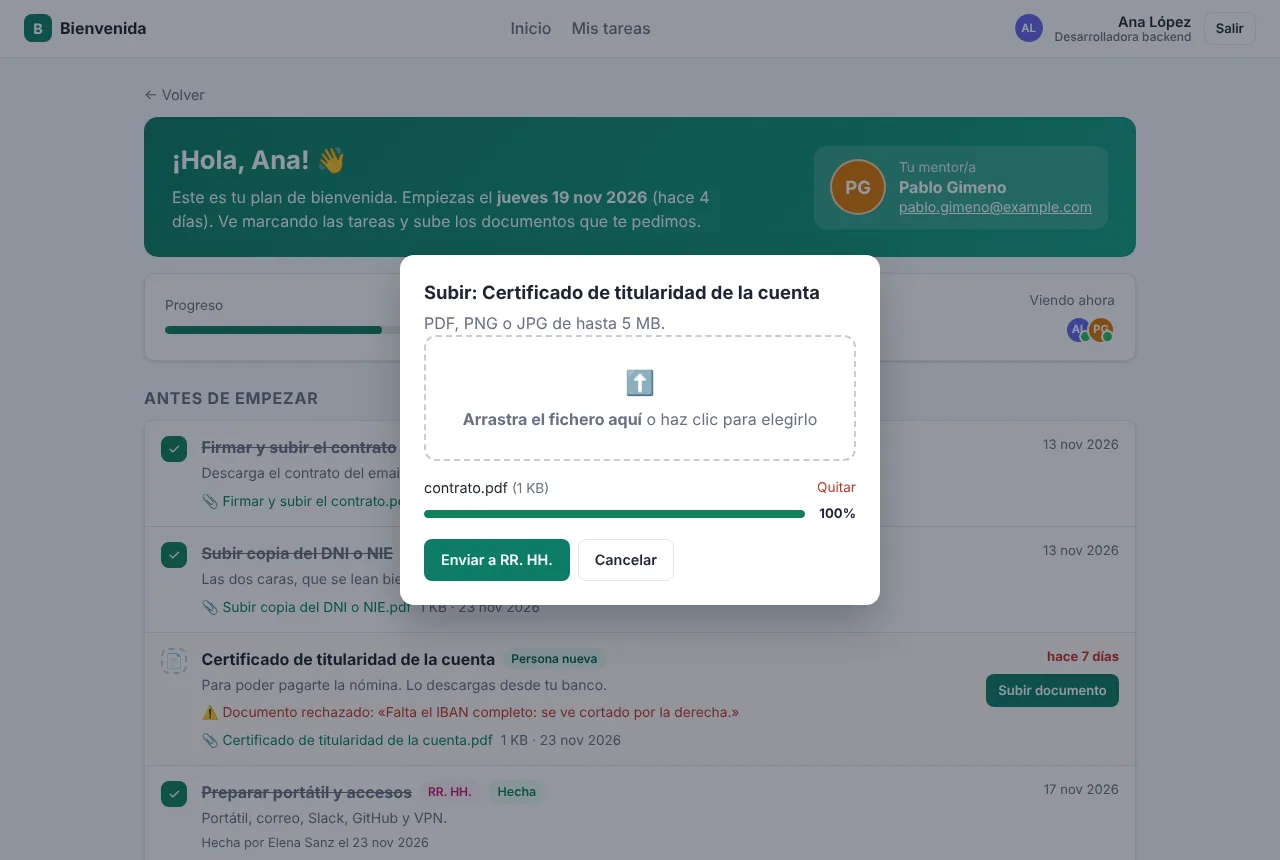 B Bienvenida
Inicio Mis tareas
AL Ana López
Desarrolladora backend
Salir
← Volver
¡Hola, Ana! 👋
Este es tu plan de bienvenida. Empiezas el jueves 19 nov 2026 (hace 4
días). Ve marcando las tareas y sube los documentos que te pedimos.
PG
Tu mentor/a
Pablo Gimeno
pablo.gimeno@example.com
Progreso
Viendo ahora
AL PG
Subir: Certificado de titularidad de la cuenta
PDF, PNG o JPG de hasta 5 MB.
Arrastra el fichero aquí o haz clic para elegirlo
contrato.pdf (1 KB) Quitar
100%
Enviar a RR. HH. Cancelar
ANTES DE EMPEZAR
Firmar y subir el contrato 13 nov 2026
Descarga el contrato del
Firmar y subir el
Subir copia del DNI o NIE 13 nov 2026
Las dos caras, que se lean
Subir copia del DNI o NIE.pdf 1 KB · 23 nov 2026
Certificado de titularidad de la cuenta Persona nueva hace 7 días
Para poder pagarte la nómina. Lo descargas desde tu banco.
Subir documento
⚠️ Documento rechazado: «Falta el IBAN completo: se ve cortado por la derecha.»
Certificado de titularidad de la cuenta.pdf 1 KB · 23 nov 2026
Preparar portátil y accesos RR. HH. Hecha 17 nov 2026
Portátil, correo, Slack, GitHub y VPN.
Hecha por Elena Sanz el 23 nov 2026